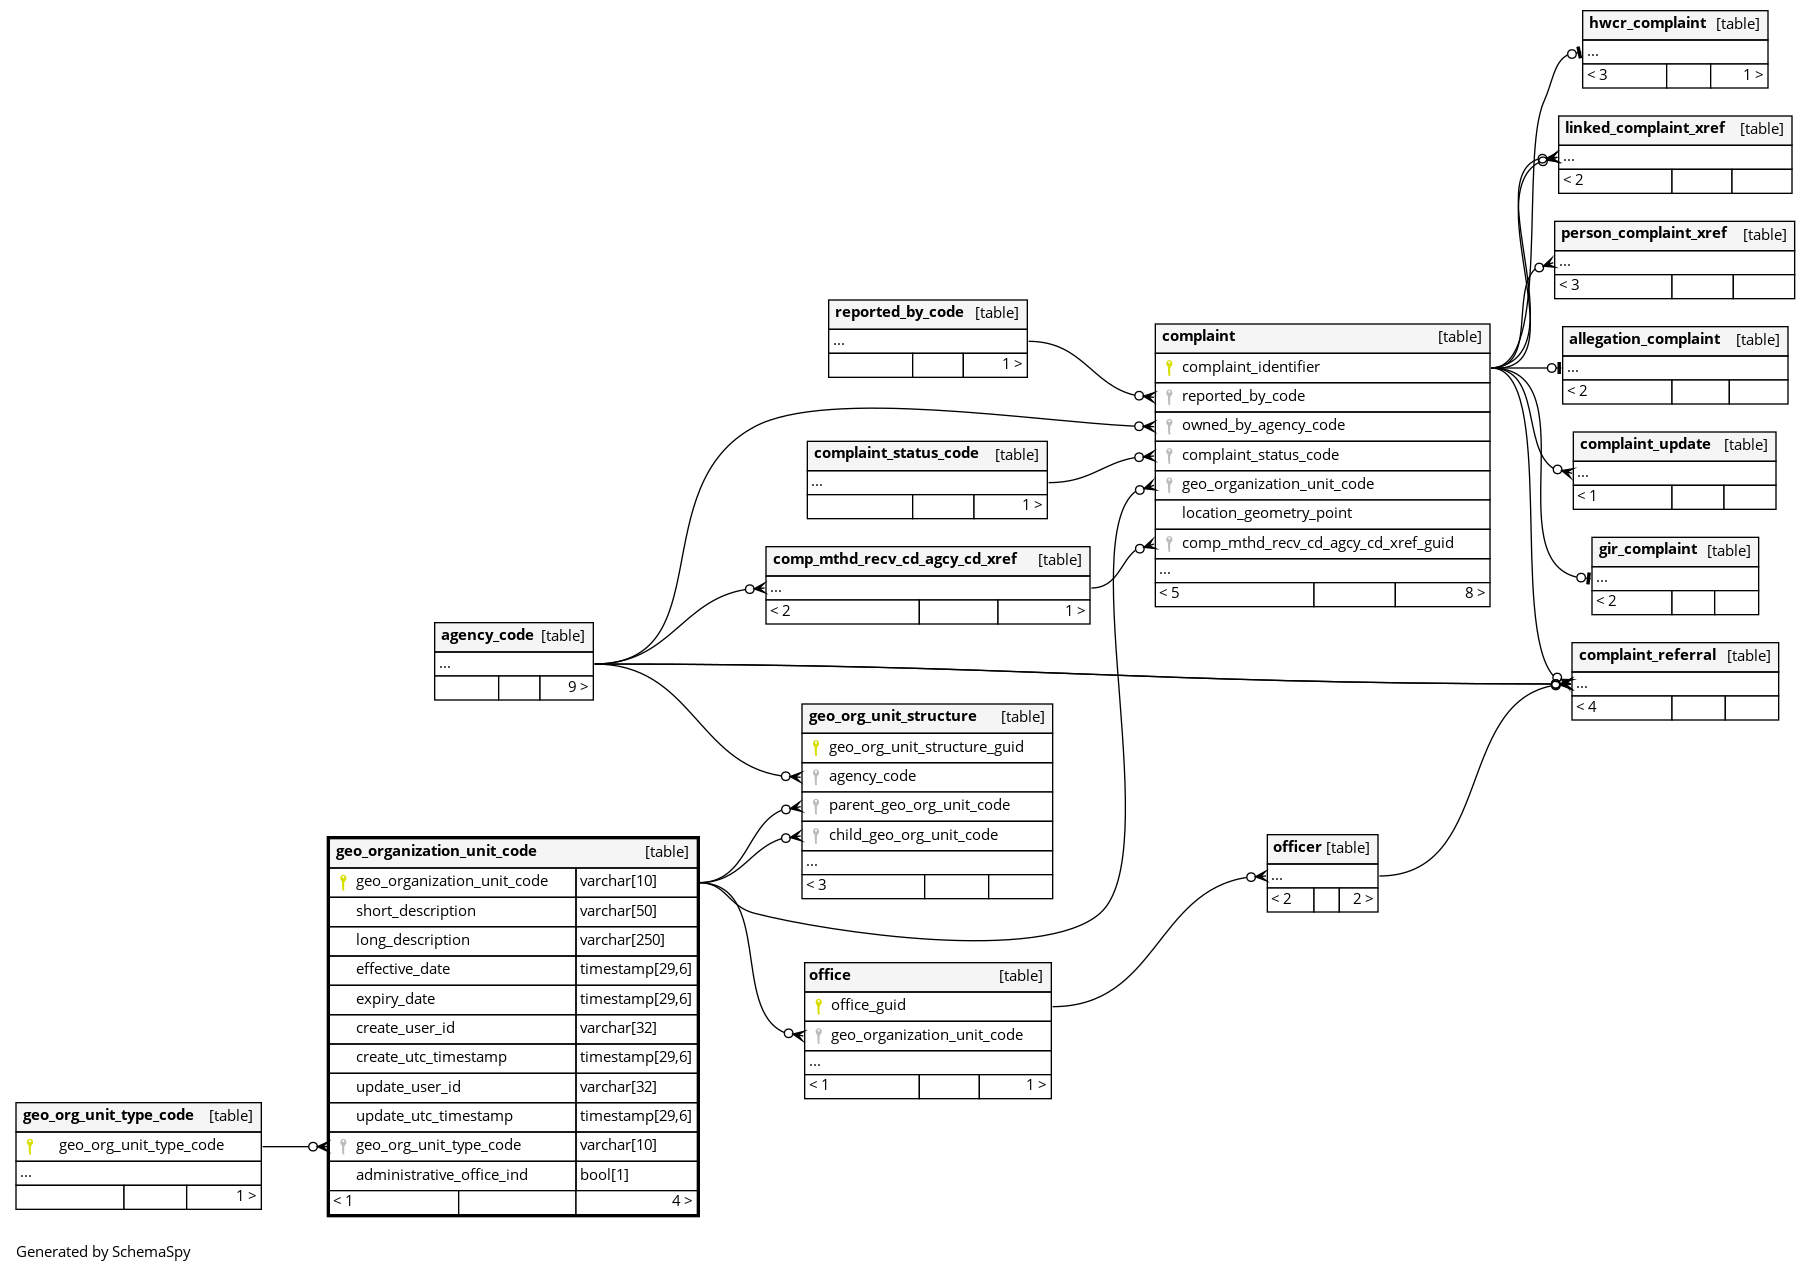 hwcr_complaint [table]
...
< 3 1 >
linked_complaint_xref [table]
...
< 2
person_complaint_xref [table]
...
< 3
reported_by_code [table]
...
1 >
complaint [table]
complaint_identifier
reported_by_code
owned_by_agency_code
complaint_status_code
geo_organization_unit_code
location_geometry_point
comp_mthd_recv_cd_agcy_cd_xref_guid
...
< 5 8 >
allegation_complaint [table]
...
< 2
complaint_status_code [table]
...
1 >
complaint_update [table]
...
< 1
comp_mthd_recv_cd_agcy_cd_xref [table]
...
< 2 1 >
gir_complaint [table]
...
< 2
agency_code [table]
...
9 >
complaint_referral [table]
...
< 4
geo_org_unit_structure [table]
geo_org_unit_structure_guid
agency_code
parent_geo_org_unit_code
child_geo_org_unit_code
...
< 3
officer [table]
...
< 2 2 >
geo_organization_unit_code [table]
geo_organization_unit_code varchar[10]
short_description varchar[50]
long_description varchar[250]
effective_date timestamp[29,6]
expiry_date timestamp[29,6]
create_user_id varchar[32]
create_utc_timestamp timestamp[29,6]
update_user_id varchar[32]
update_utc_timestamp timestamp[29,6]
geo_org_unit_type_code varchar[10]
administrative_office_ind bool[1]
< 1 4 >
office [table]
office_guid
geo_organization_unit_code
...
< 1 1 >
geo_org_unit_type_code [table]
geo_org_unit_type_code
...
1 >
Generated by SchemaSpy